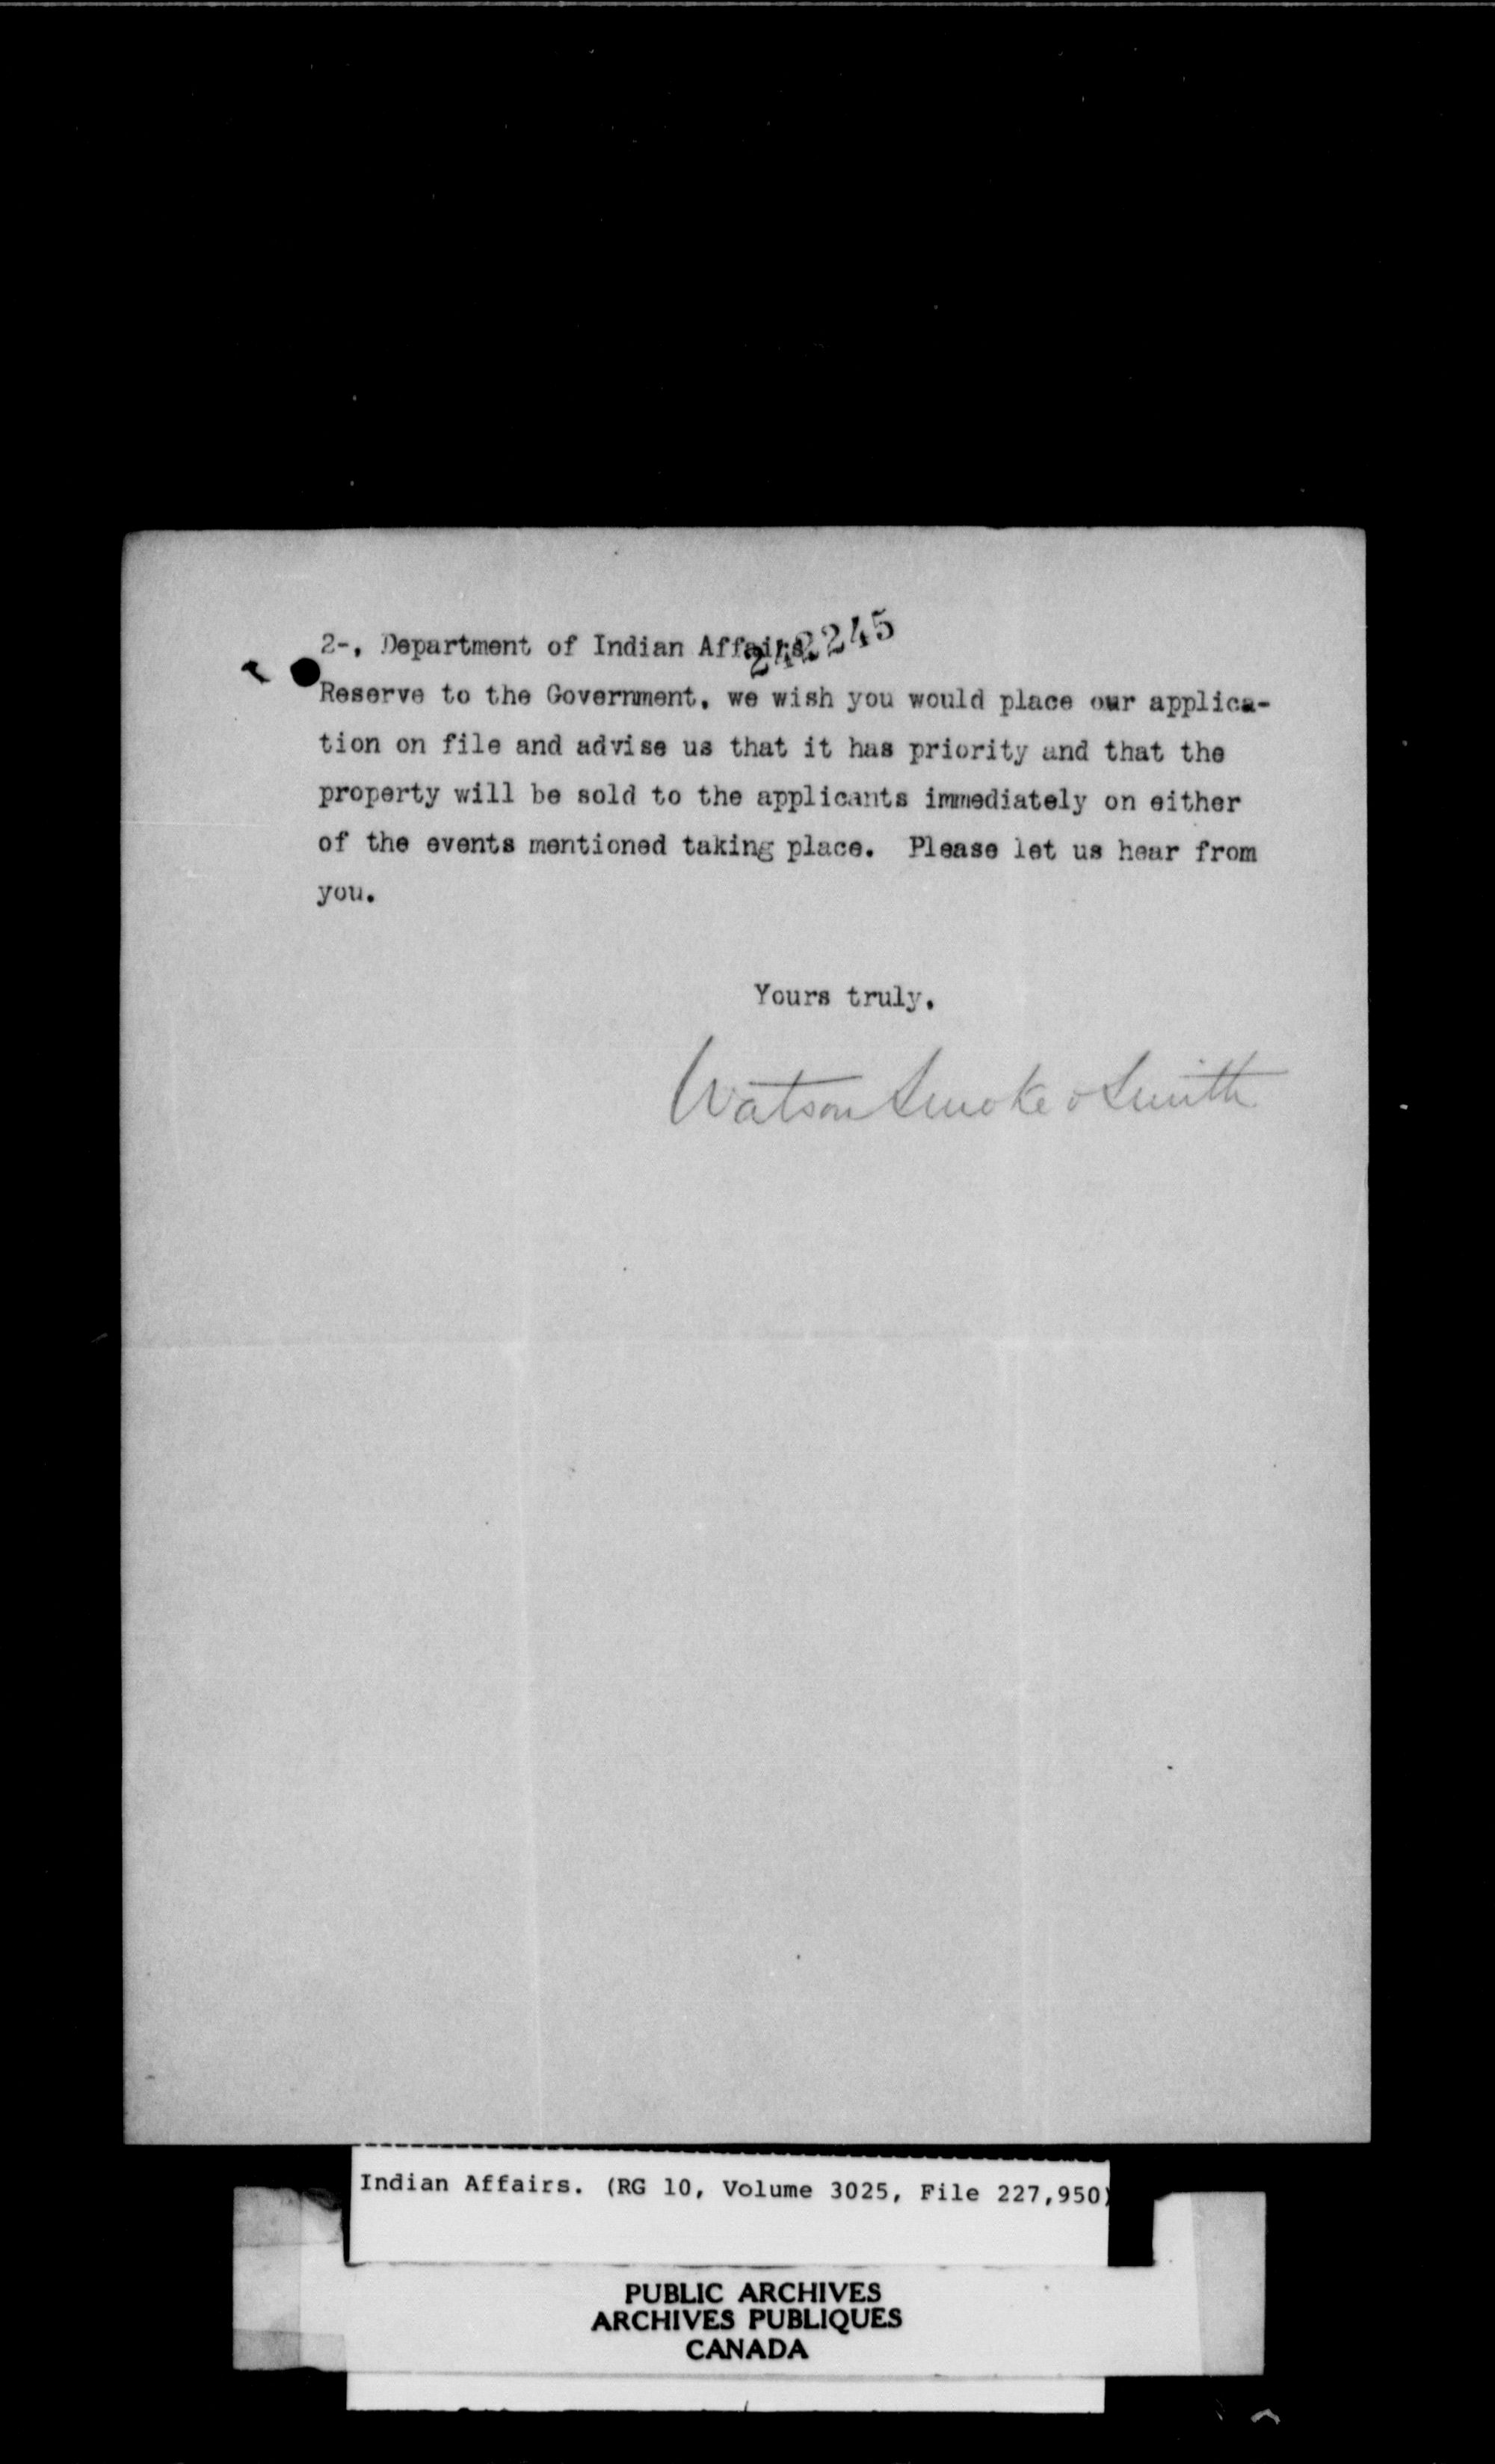 2-, Department of Indian Affairs.
242245
Reserve to the Government, we wish you would place our applica-
tion on file and advise us that it has priority and that the
property will be sold to the applicants immediately on either
of the events mentioned taking place. Please let us hear from
you.
Yours truly,
Watson Smoke & Smith
Indian Affairs. (RG 10, Volume 3025, File 227,950)
PUBLIC ARCHIVES
ARCHIVES PUBLIQUES
CANADA